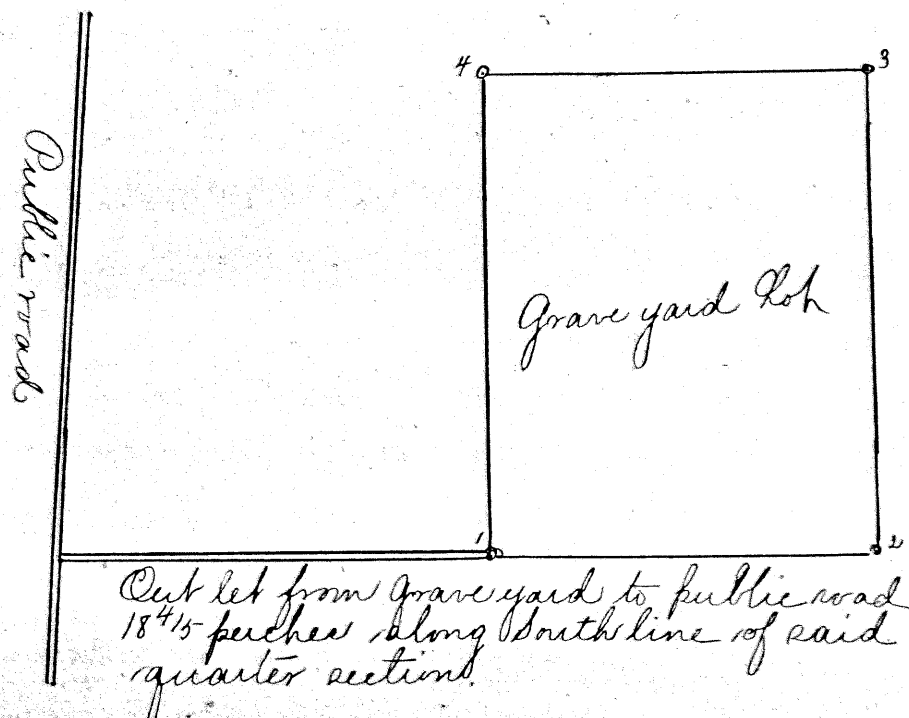 4
3
Public road
Grave yard Lot
1
2
Out let from Grave yard to public road
18 4/5 perches along South line of said
quarter section.